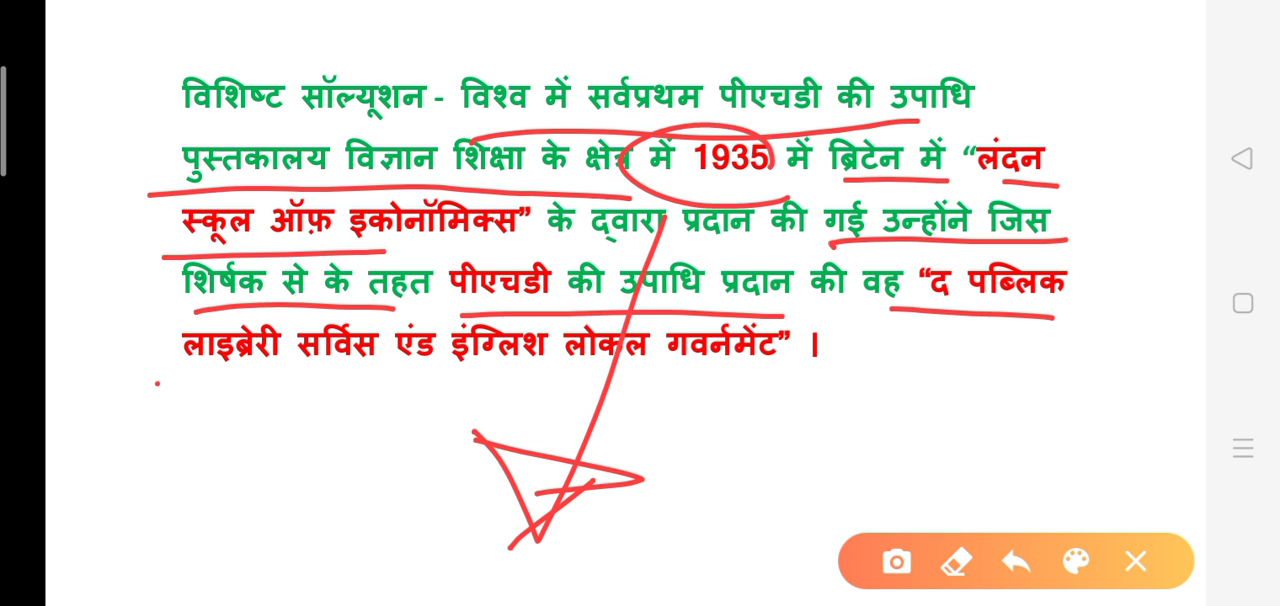 विशिष्ट सॉल्यूशन - विश्व में सर्वप्रथम पीएचडी की उपाधि
पुस्तकालय विज्ञान शिक्षा के क्षेत्र में 1935 में ब्रिटेन में “लंदन
स्कूल ऑफ़ इकोनॉमिक्स” के द्वारा प्रदान की गई उन्होंने जिस
शिर्षक से के तहत पीएचडी की उपाधि प्रदान की वह “द पब्लिक
लाइब्रेरी सर्विस एंड इंग्लिश लोकल गवर्नमेंट” ।